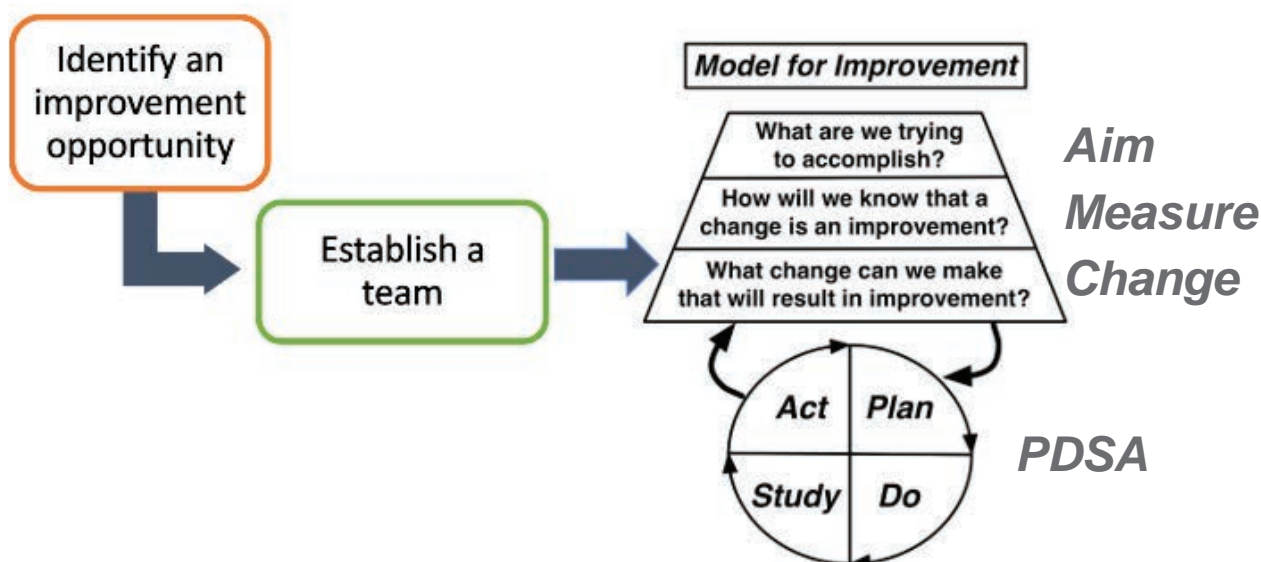 Identify an
improvement
opportunity
Establish a
team
Model for Improvement
What are we trying
to accomplish?
How will we know that a
change is an improvement?
What change can we make
that will result in improvement?
Aim
Measure
Change
Act
Plan
Study
Do
PDSA